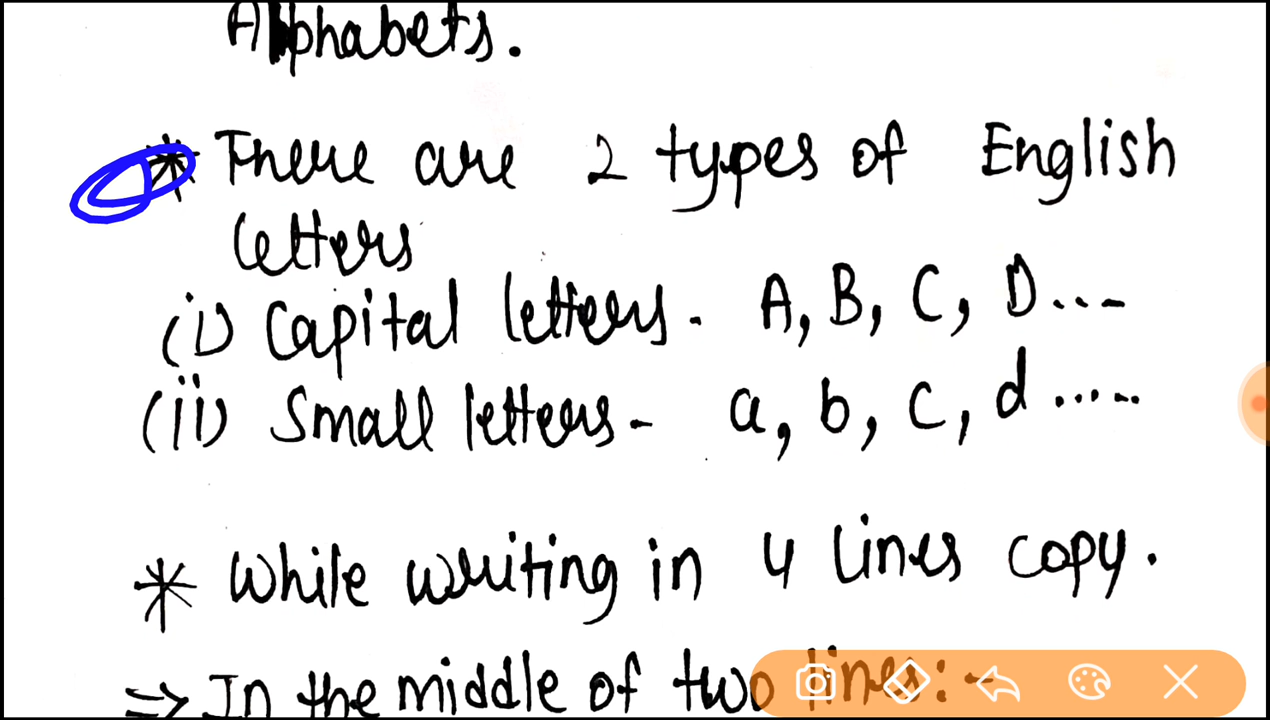 Alphabets.
* There are 2 types of English
letters
(i) Capital letters. A, B, C, D...-
(ii) Small letters- a, b, c, d .....
* While writing in 4 lines copy.
=> In the middle of two lines:-